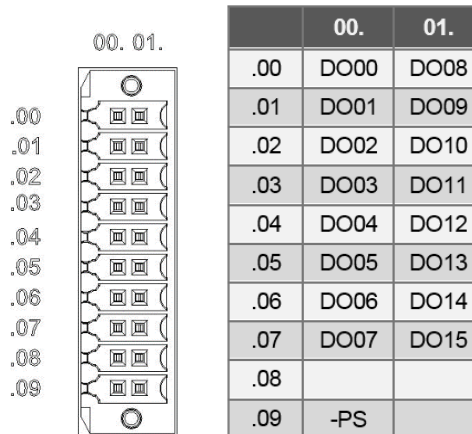 00. 01.
.00
.01
.02
.03
.04
.05
.06
.07
.08
.09
00. 01.
.00 DO00 DO08
.01 DO01 DO09
.02 DO02 DO10
.03 DO03 DO11
.04 DO04 DO12
.05 DO05 DO13
.06 DO06 DO14
.07 DO07 DO15
.08
.09 -PS